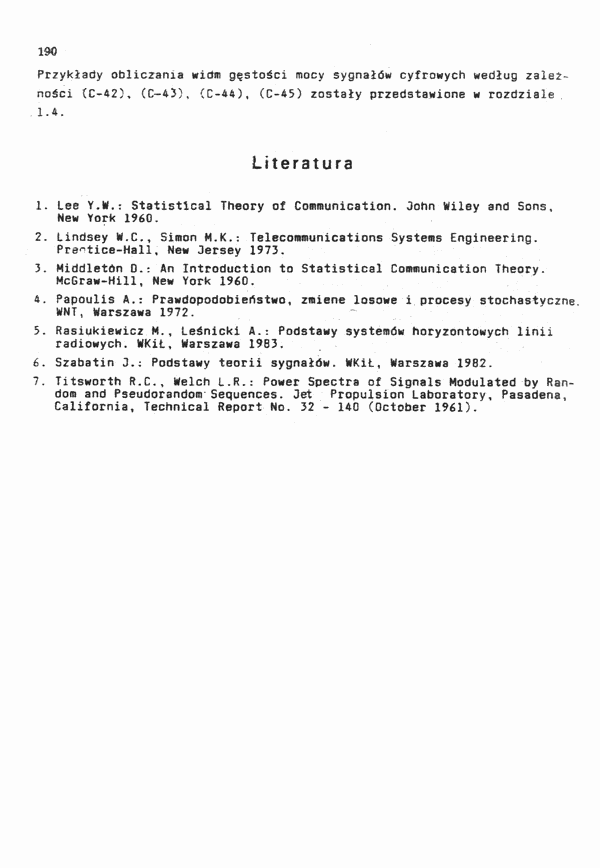 190
Przykłady obliczania widm gęstości mocy sygnałów cyfrowych według zależ-
ności (C-42), (C-43), (C-44), (C-45) zostały przedstawione w rozdziale
1.4.
Literatura
1. Lee Y.W.: Statistical Theory of Communication. John Wiley and Sons,
New York 1960.
2. Lindsey W.C., Simon M.K.: Telecommunications Systems Engineering.
Prentice-Hall, New Jersey 1973.
3. Middleton D.: An Introduction to Statistical Communication Theory.
McGraw-Hill, New York 1960.
4. Papoulis A.: Prawdopodobieństwo, zmiene losowe i procesy stochastyczne.
WNT, Warszawa 1972.
5. Rasiukiewicz M., Leśnicki A.: Podstawy systemów horyzontowych linii
radiowych. WKiŁ, Warszawa 1983.
6. Szabatin J.: Podstawy teorii sygnałów. WKiŁ, Warszawa 1982.
7. Titsworth R.C., Welch L.R.: Power Spectra of Signals Modulated by Ran-
dom and Pseudorandom Sequences. Jet Propulsion Laboratory, Pasadena,
California, Technical Report No. 32 - 140 (October 1961).